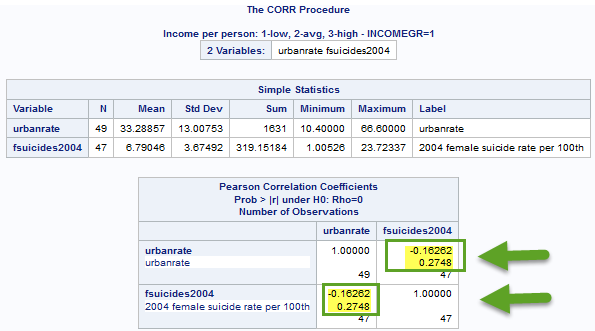 The CORR Procedure
Income per person: 1-low, 2-avg, 3-high - INCOMEGR=1
2 Variables: urbanrate fsuicides2004
Simple Statistics
Variable N Mean Std Dev Sum Minimum Maximum Label
urbanrate 49 33.28857 13.00753 1631 10.40000 66.60000 urbanrate
fsuicides2004 47 6.79046 3.67492 319.15184 1.00526 23.72337 2004 female suicide rate per 100th
Pearson Correlation Coefficients
Prob > |r| under H0: Rho=0
Number of Observations
urbanrate fsuicides2004
urbanrate 1.00000 -0.16262
urbanrate 0.2748
49 47
fsuicides2004 -0.16262 1.00000
2004 female suicide rate per 100th 0.2748
47 47